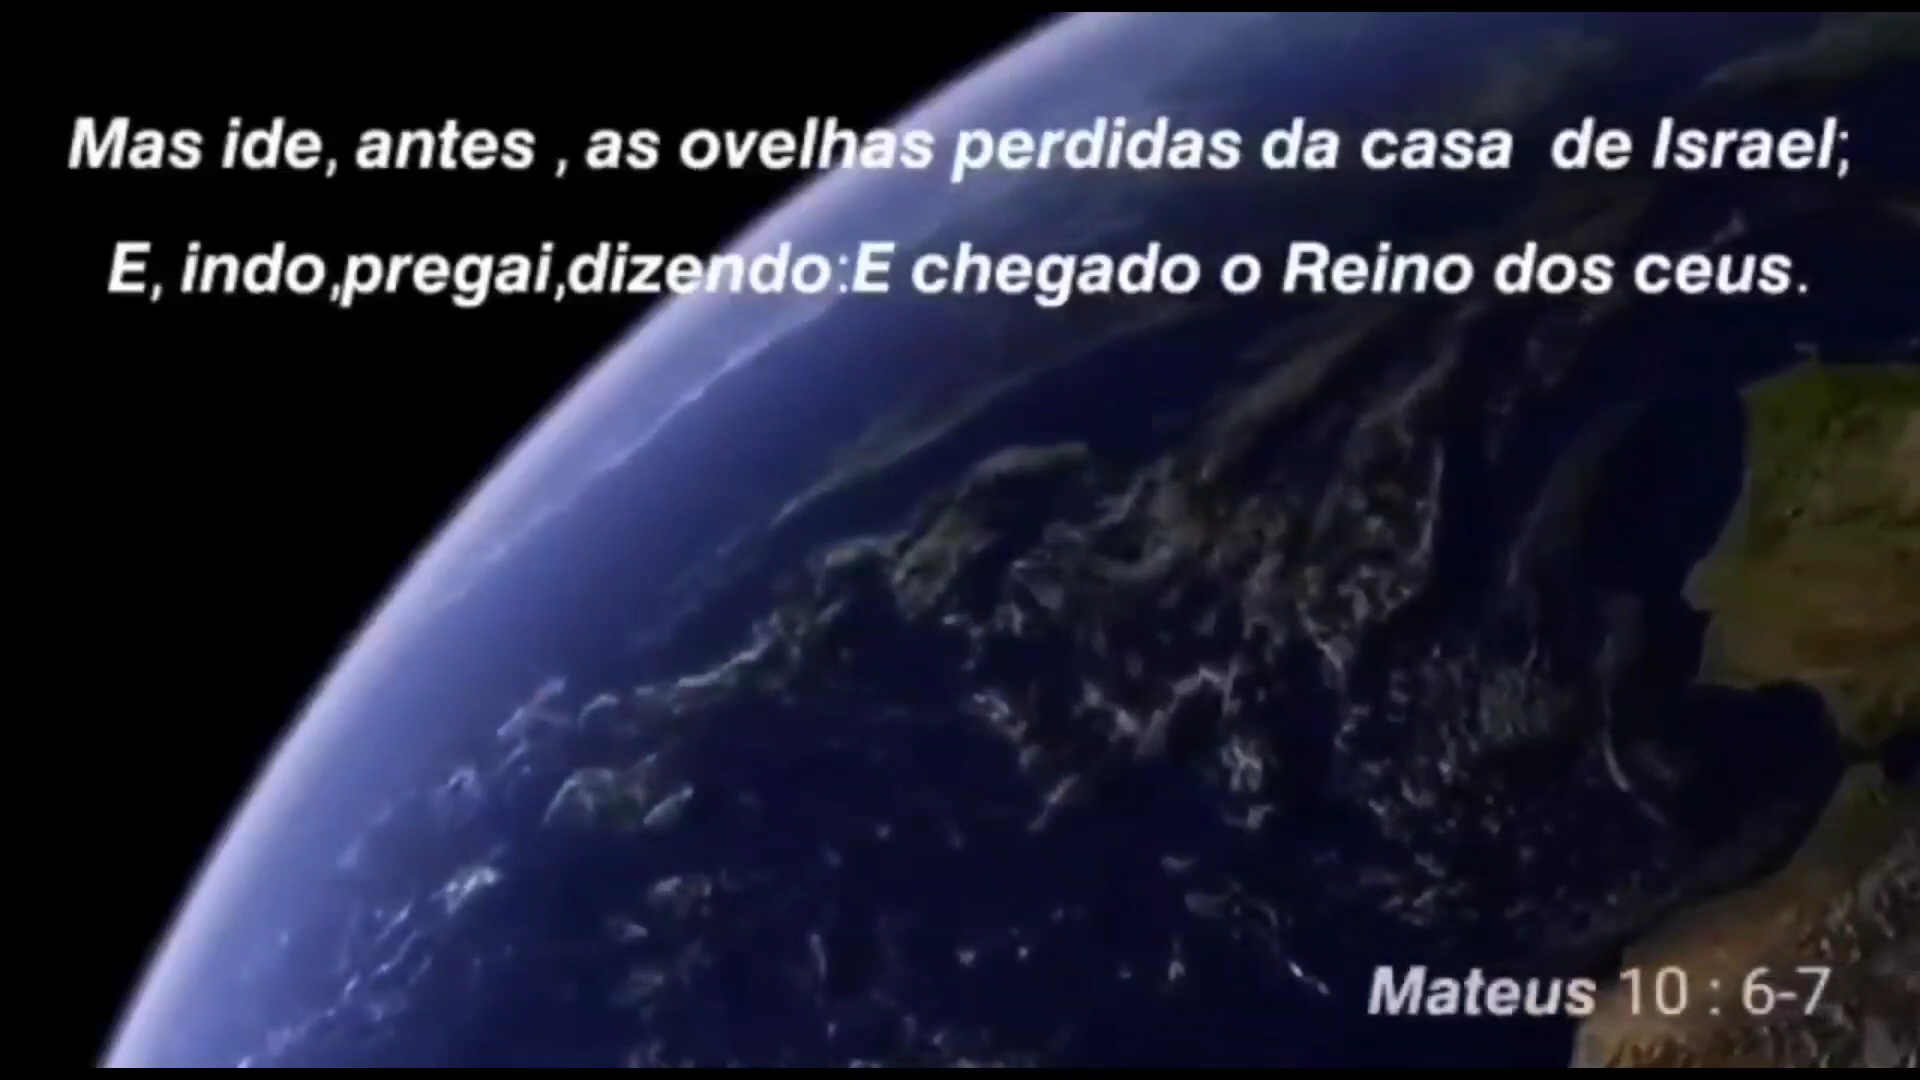 Mas ide, antes , as ovelhas perdidas da casa  de Israel;
E, indo,pregai,dizendo:E chegado o Reino dos ceus.
Mateus 10 : 6-7